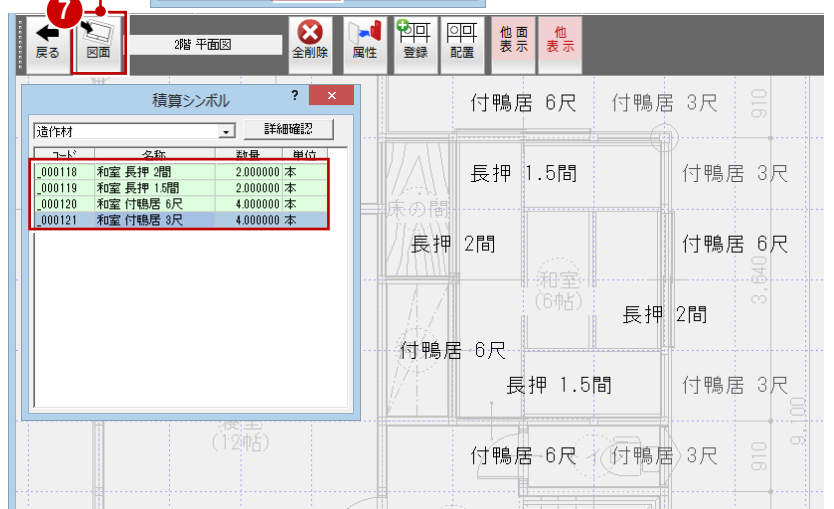 7
戻る
図面
2階 平面図
全削除
属性
登録
配置
他 面
表 示
他
表 示
積算シンボル ? ×
造作材
詳細確認
コード 名称 数量 単位
_000118 和室 長押 2間 2.000000 本
_000119 和室 長押 1.5間 2.000000 本
_000120 和室 付鴨居 6尺 4.000000 本
_000121 和室 付鴨居 3尺 4.000000 本
付鴨居 6尺 付鴨居 3尺
910
長押 1.5間 付鴨居 3尺
床の間
長押 2間 付鴨居 6尺
和室
(6帖)
3,640
長押 2間
付鴨居 6尺
長押 1.5間 付鴨居 3尺
寝室
(12帖)
9,100
付鴨居 6尺 付鴨居 3尺
910